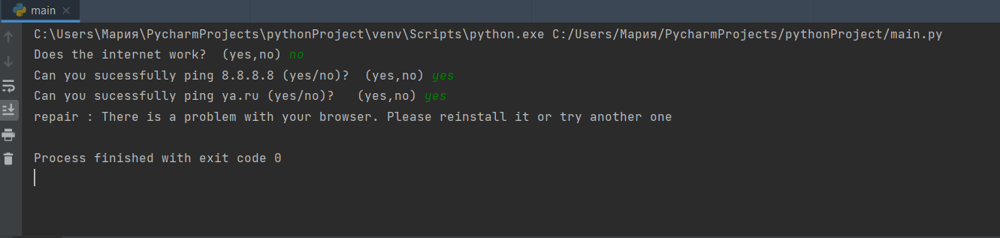 main
C:\Users\Мария\PycharmProjects\pythonProject\venv\Scripts\python.exe C:/Users/Мария/PycharmProjects/pythonProject/main.py
Does the internet work?  (yes,no) no
Can you sucessfully ping 8.8.8.8 (yes/no)?  (yes,no) yes
Can you sucessfully ping ya.ru (yes/no)?   (yes,no) yes
repair : There is a problem with your browser. Please reinstall it or try another one
Process finished with exit code 0